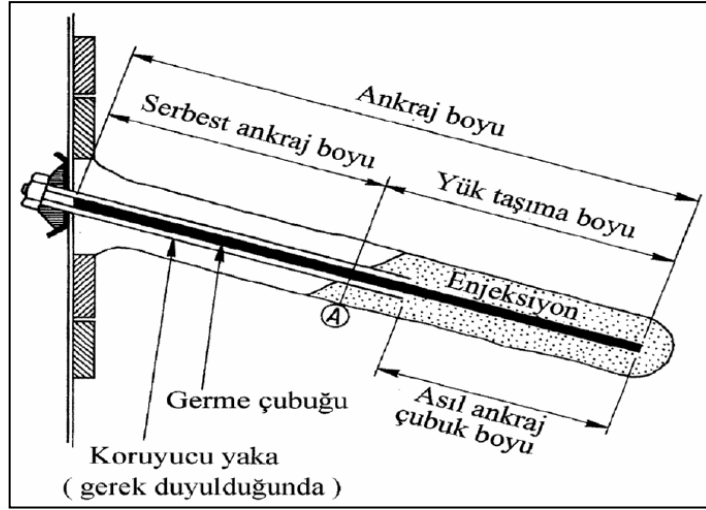 Ankraj boyu
Serbest ankraj boyu
Yük taşıma boyu
Enjeksiyon
A
Germe çubuğu
Asıl ankraj
çubuk boyu
Koruyucu yaka
( gerek duyulduğunda )